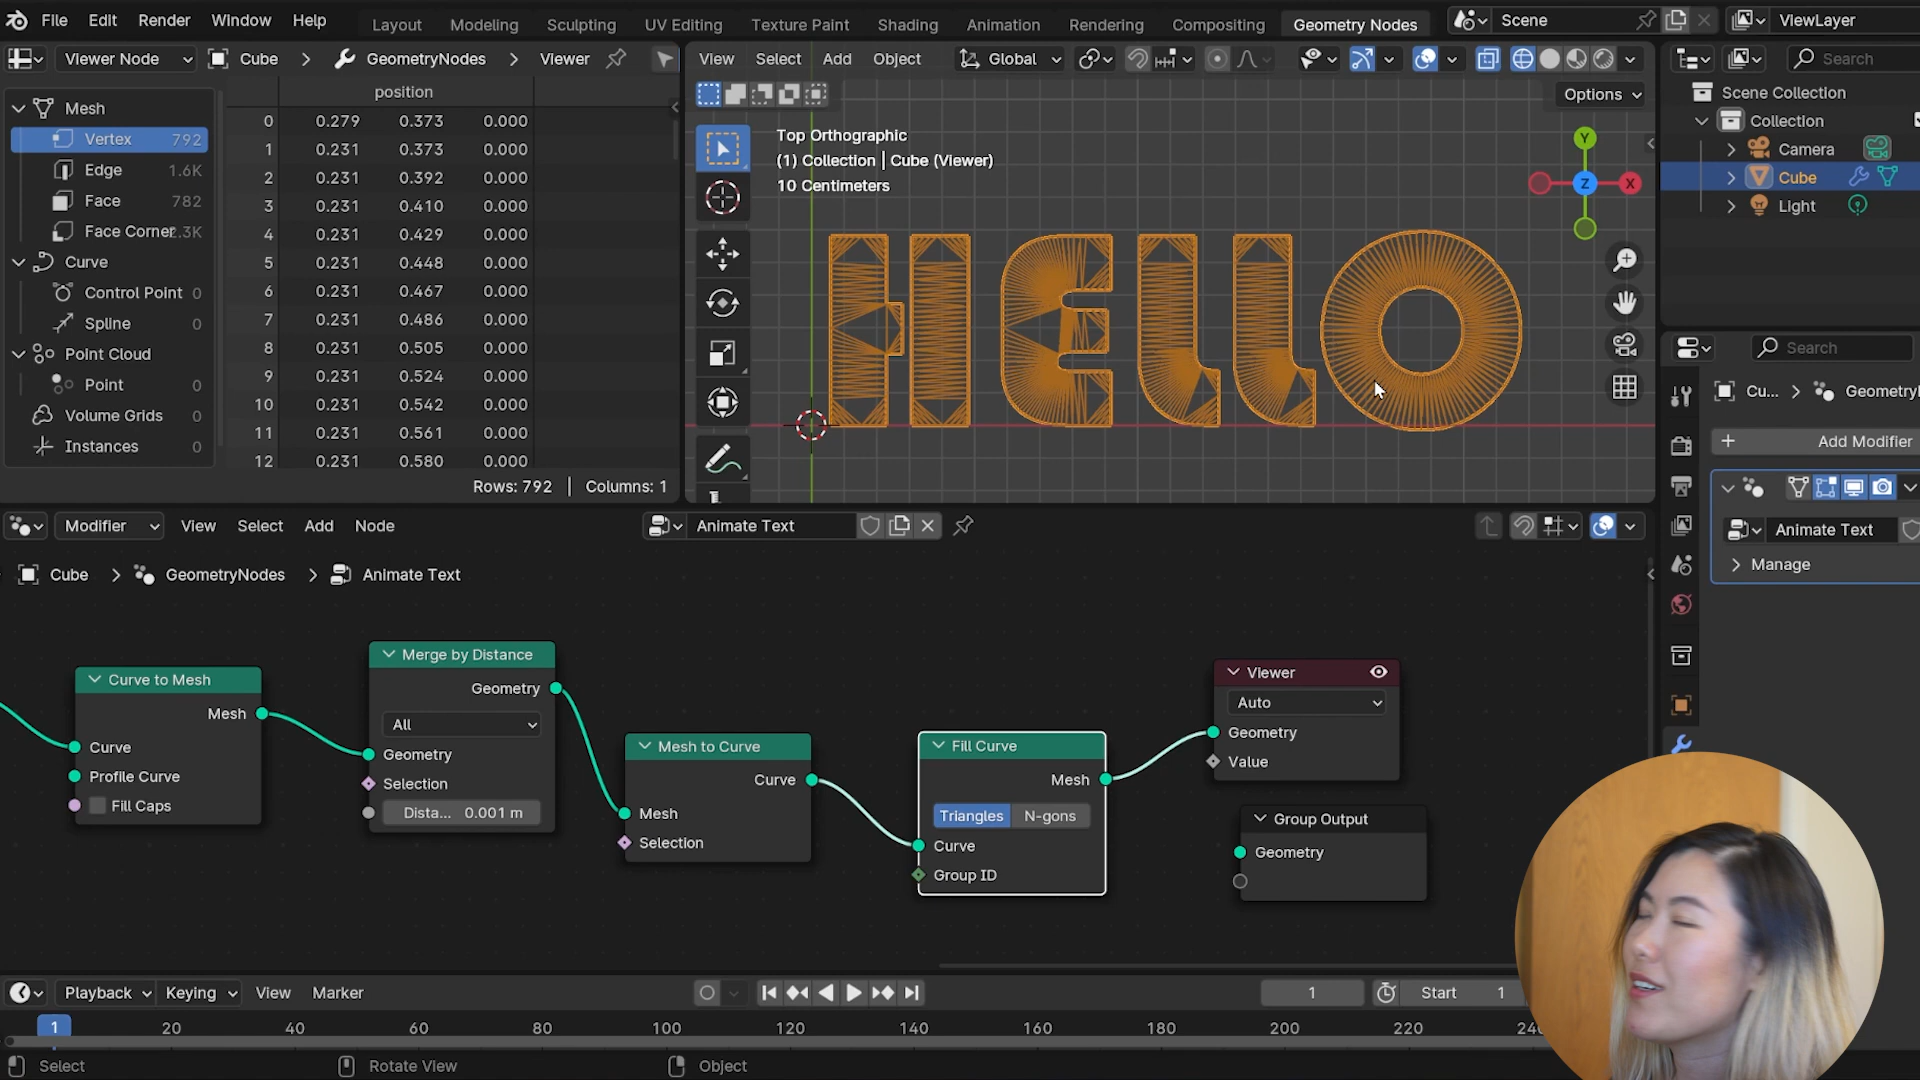 File Edit Render Window Help Layout Modeling Sculpting UV Editing Texture Paint Shading Animation Rendering Compositing Geometry Nodes Scene ViewLayer
Viewer Node Cube > GeometryNodes > Viewer
View Select Add Object Global
Search
Mesh
Vertex 792
Edge 1.6K
Face 782
Curve
Control Point 0
Spline 0
Point Cloud
Point 0
Volume Grids 0
Instances 0
position
0 0.279 0.373 0.000
1 0.231 0.373 0.000
2 0.231 0.392 0.000
3 0.231 0.410 0.000
4 0.231 0.429 0.000
5 0.231 0.448 0.000
6 0.231 0.467 0.000
7 0.231 0.486 0.000
8 0.231 0.505 0.000
9 0.231 0.524 0.000
10 0.231 0.542 0.000
11 0.231 0.561 0.000
12 0.231 0.580 0.000
Rows: 792 | Columns: 1
Options
Top Orthographic
(1) Collection | Cube (Viewer)
10 Centimeters
HELLO
Y
X
Z
Scene Collection
Collection
Camera
Cube
Light
Search
Cu... >
Add Modifier
Animate Text
Manage
Modifier View Select Add Node Animate Text
Cube > GeometryNodes > Animate Text
Curve to Mesh
Mesh
Curve
Profile Curve
Fill Caps
Merge by Distance
Geometry
All
Geometry
Selection
Dista... 0.001 m
Mesh to Curve
Curve
Mesh
Selection
Fill Curve
Mesh
Triangles N-gons
Curve
Group ID
Viewer
Auto
Geometry
Value
Group Output
Geometry
Playback Keying View Marker 1 Start 1
1 20 40 60 80 100 120 140 160 180 200 220
Select Rotate View Object